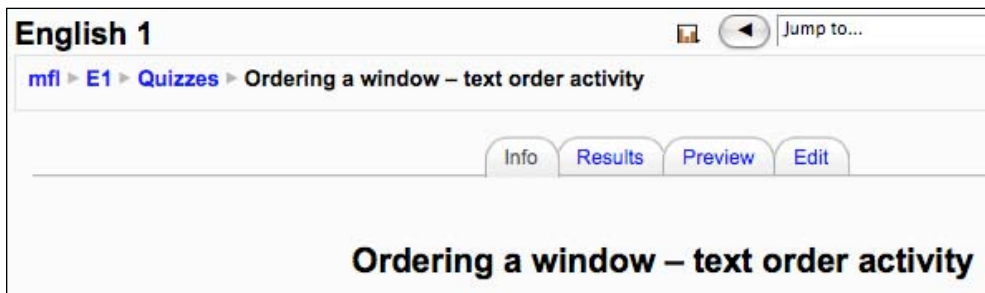 English 1
Jump to...
mfl ▶ E1 ▶ Quizzes ▶ Ordering a window – text order activity
Info Results Preview Edit
Ordering a window – text order activity